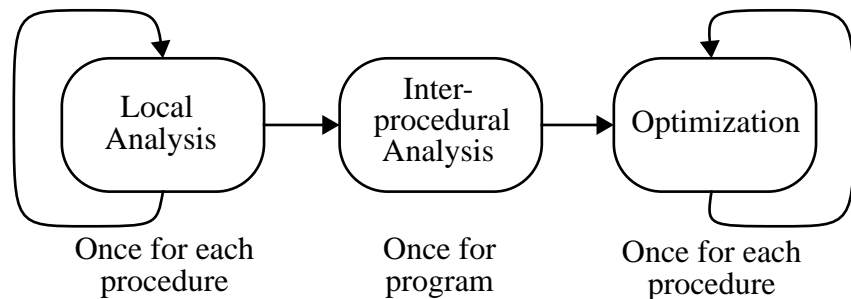 Local
Analysis
Inter-
procedural
Analysis
Optimization
Once for each
procedure
Once for
program
Once for each
procedure